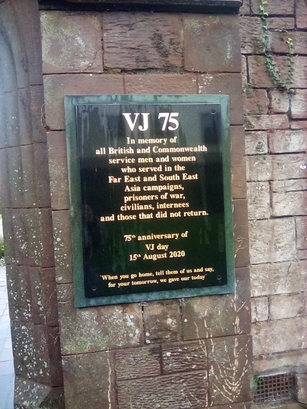 VJ 75
In memory of
all British and Commonwealth
service men and women
who served in the
Far East and South East
Asia campaigns,
prisoners of war,
civilians, internees
and those that did not return.
75th anniversary of
VJ day
15th August 2020
'When you go home, tell them of us and say,
for your tomorrow, we gave our today'